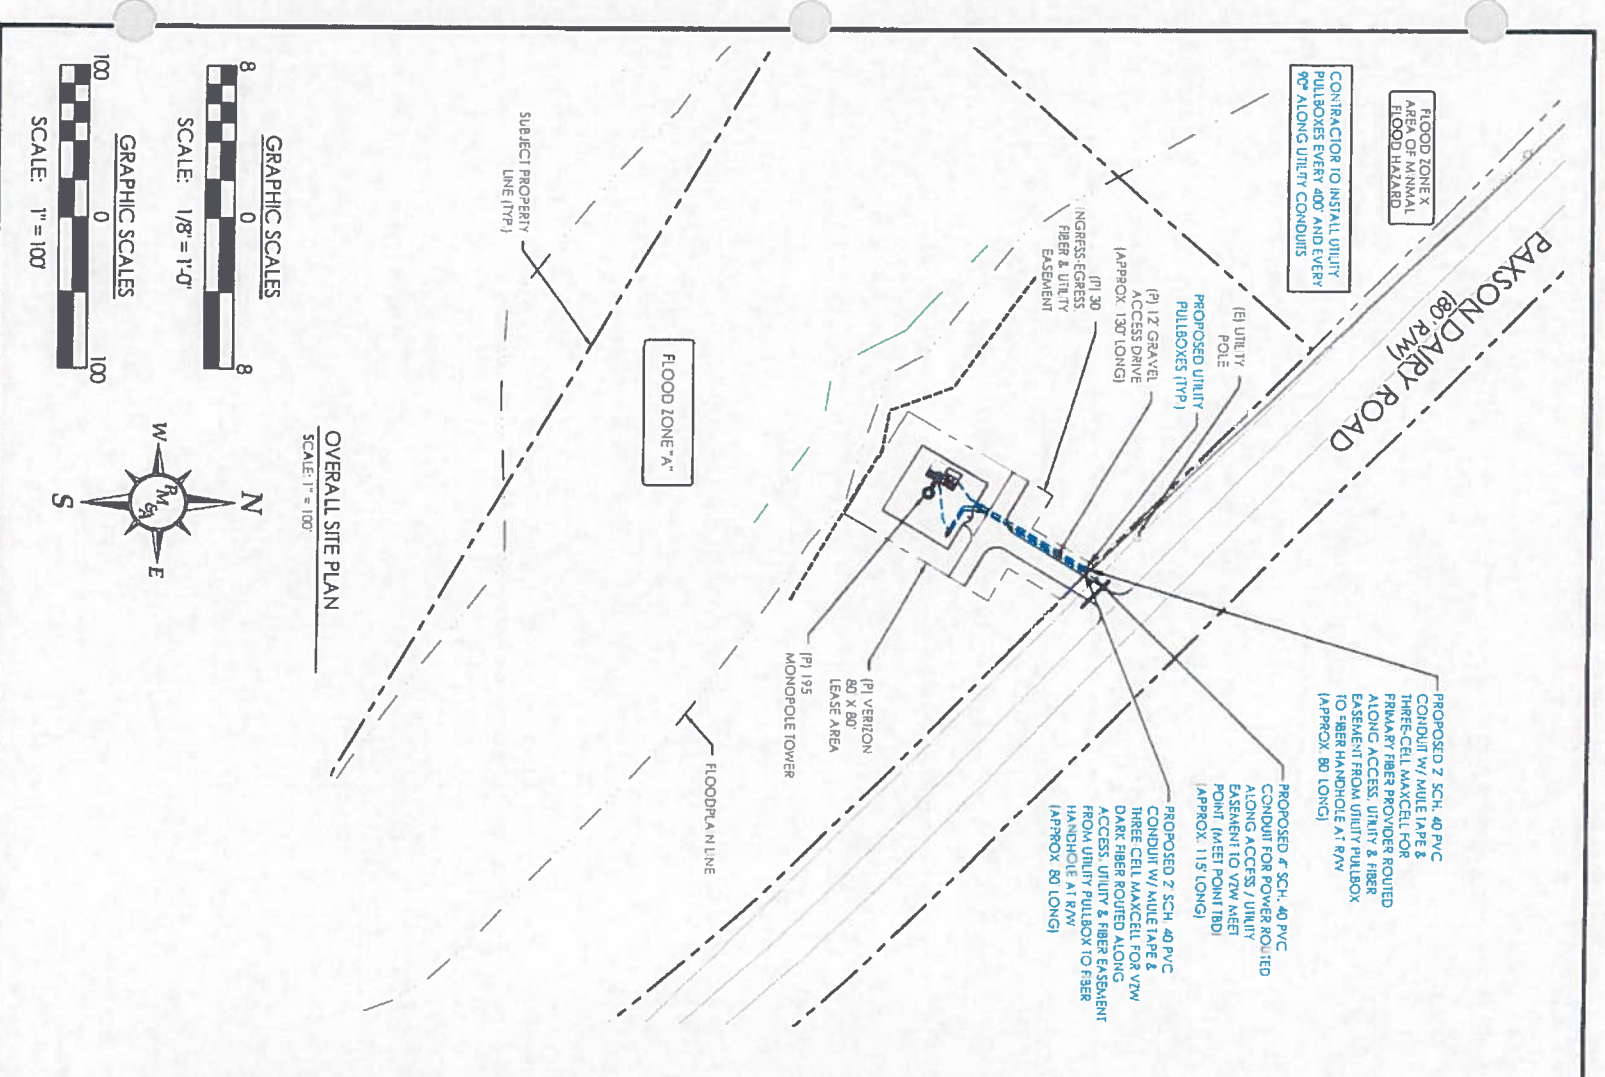 FLOOD ZONE X
AREA OF MINIMAL
FLOOD HAZARD
CONTRACTOR TO INSTALL UTILITY
PULLBOXES EVERY 400' AND EVERY
90° ALONG UTILITY CONDUITS
PAXSON DAIRY ROAD
(80' R/W)
(E) UTILITY
POLE
PROPOSED UTILITY
PULLBOXES (TYP.)
(P) 12' GRAVEL
ACCESS DRIVE
(APPROX 130' LONG)
(P) 30
INGRESS-EGRESS,
FIBER & UTILITY
EASEMENT
PROPOSED 2' SCH. 40 PVC
CONDUIT W/ MULE TAPE &
THREE-CELL MAXCELL FOR
PRIMARY FIBER PROVIDER ROUTED
ALONG ACCESS, UTILITY & FIBER
EASEMENT FROM UTILITY PULLBOX
TO FIBER HANDHOLE AT R/W
(APPROX 80 LONG)
PROPOSED 4' SCH. 40 PVC
CONDUIT FOR POWER ROUTED
ALONG ACCESS / UTILITY
EASEMENT TO VZW MEET
POINT (MEET POINT TBD)
(APPROX. 115' LONG)
PROPOSED 2' SCH 40 PVC
CONDUIT W/ MULE TAPE &
THREE CELL MAXCELL FOR VZW
DARK FIBER ROUTED ALONG
ACCESS, UTILITY & FIBER EASEMENT
FROM UTILITY PULLBOX TO FIBER
HANDHOLE AT R/W
(APPROX 80' LONG)
(P) VERIZON
80' X 80'
LEASE AREA
(P) 195
MONOPOLE TOWER
FLOODPLAIN LINE
FLOOD ZONE "A"
SUBJECT PROPERTY
LINE (TYP.)
OVERALL SITE PLAN
SCALE: 1" = 100'
8 0 8
GRAPHIC SCALES
SCALE: 1/8" = 1'-0"
100 0 100
GRAPHIC SCALES
SCALE: 1" = 100'
N
W
E
S